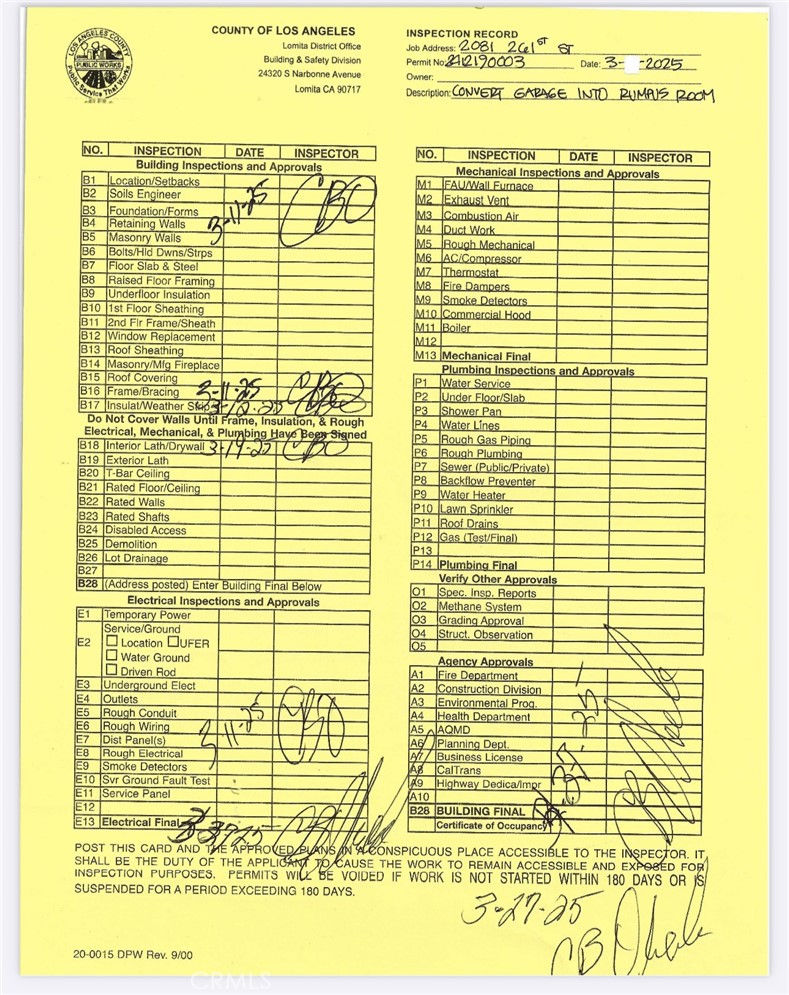 LOS ANGELES COUNTY
PUBLIC WORKS
Public Service That Works
COUNTY OF LOS ANGELES
Lomita District Office
Building & Safety Division
24320 S Narbonne Avenue
Lomita CA 90717
INSPECTION RECORD
Job Address: 2081 261st ST
Permit No: 2412190003 Date: 3- -2025
Owner:
Description: CONVERT GARAGE INTO RUMPUS ROOM
NO. INSPECTION DATE INSPECTOR
Building Inspections and Approvals
B1 Location/Setbacks
B2 Soils Engineer
B3 Foundation/Forms
B4 Retaining Walls 3-11-25 CBO
B5 Masonry Walls
B6 Bolts/Hld Dwns/Strps
B7 Floor Slab & Steel
B8 Raised Floor Framing
B9 Underfloor Insulation
B10 1st Floor Sheathing
B11 2nd Flr Frame/Sheath
B12 Window Replacement
B13 Roof Sheathing
B14 Masonry/Mfg Fireplace
B15 Roof Covering
B16 Frame/Bracing 3-11-25 CBO
B17 Insulat/Weather Strip 3-12-25 CBO
Do Not Cover Walls Until Frame, Insulation, & Rough
Electrical, Mechanical, & Plumbing Have Been Signed
B18 Interior Lath/Drywall 3-19-25 CBO
B19 Exterior Lath
B20 T-Bar Ceiling
B21 Rated Floor/Ceiling
B22 Rated Walls
B23 Rated Shafts
B24 Disabled Access
B25 Demolition
B26 Lot Drainage
B27
B28 (Address posted) Enter Building Final Below
Electrical Inspections and Approvals
E1 Temporary Power
E2 Service/Ground
Location UFER
Water Ground
Driven Rod
E3 Underground Elect
E4 Outlets
E5 Rough Conduit
E6 Rough Wiring 3-11-25 CBO
E7 Dist Panel(s)
E8 Rough Electrical
E9 Smoke Detectors
E10 Svr Ground Fault Test
E11 Service Panel
E12
E13 Electrical Final
NO. INSPECTION DATE INSPECTOR
Mechanical Inspections and Approvals
M1 FAU/Wall Furnace
M2 Exhaust Vent
M3 Combustion Air
M4 Duct Work
M5 Rough Mechanical
M6 AC/Compressor
M7 Thermostat
M8 Fire Dampers
M9 Smoke Detectors
M10 Commercial Hood
M11 Boiler
M12
M13 Mechanical Final
Plumbing Inspections and Approvals
P1 Water Service
P2 Under Floor/Slab
P3 Shower Pan
P4 Water Lines
P5 Rough Gas Piping
P6 Rough Plumbing
P7 Sewer (Public/Private)
P8 Backflow Preventer
P9 Water Heater
P10 Lawn Sprinkler
P11 Roof Drains
P12 Gas (Test/Final)
P13
P14 Plumbing Final
Verify Other Approvals
O1 Spec. Insp. Reports
O2 Methane System
O3 Grading Approval
O4 Struct. Observation
O5
Agency Approvals
A1 Fire Department
A2 Construction Division
A3 Environmental Prog.
A4 Health Department
A5 AQMD
A6 Planning Dept.
A7 Business License
A8 CalTrans
A9 Highway Dedica/Impr
A10
B28 BUILDING FINAL
Certificate of Occupancy
POST THIS CARD AND THE APPROVED PLANS IN A CONSPICUOUS PLACE ACCESSIBLE TO THE INSPECTOR. IT
SHALL BE THE DUTY OF THE APPLICANT TO CAUSE THE WORK TO REMAIN ACCESSIBLE AND EXPOSED FOR
INSPECTION PURPOSES. PERMITS WILL BE VOIDED IF WORK IS NOT STARTED WITHIN 180 DAYS OR IS
SUSPENDED FOR A PERIOD EXCEEDING 180 DAYS.
3-27-25
20-0015 DPW Rev. 9/00
CRMLS